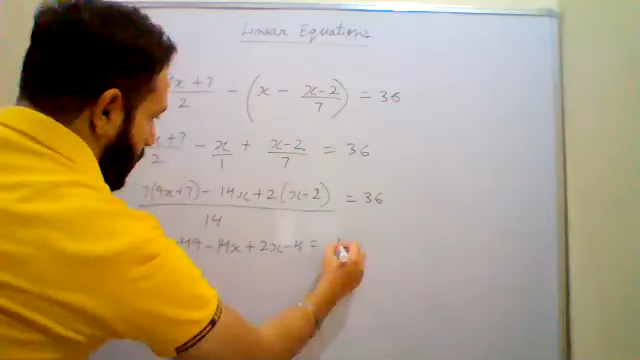 Linear Equations
x + 7 / 2 - ( x - x-2 / 7 ) = 36
x + 7 / 2 - x / 1 + x-2 / 7 = 36
7(9x+7) - 14x + 2(x-2) / 14 = 36
49 - 14x + 2x - 4 =